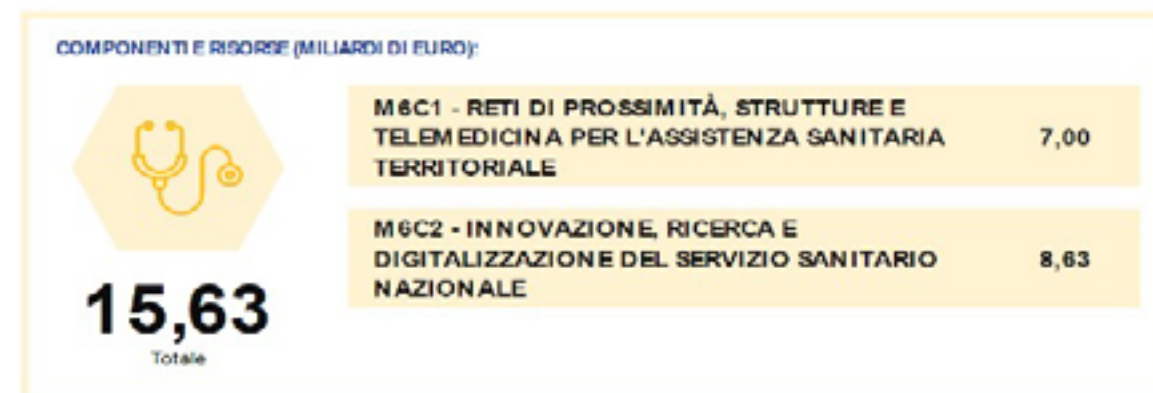 COMPONENTI E RISORSE (MILIARDI DI EURO):
M6C1 - RETI DI PROSSIMITÀ, STRUTTURE E
TELEMEDICINA PER L'ASSISTENZA SANITARIA
TERRITORIALE
7,00
M6C2 - INNOVAZIONE, RICERCA E
DIGITALIZZAZIONE DEL SERVIZIO SANITARIO
NAZIONALE
8,63
15,63
Totale